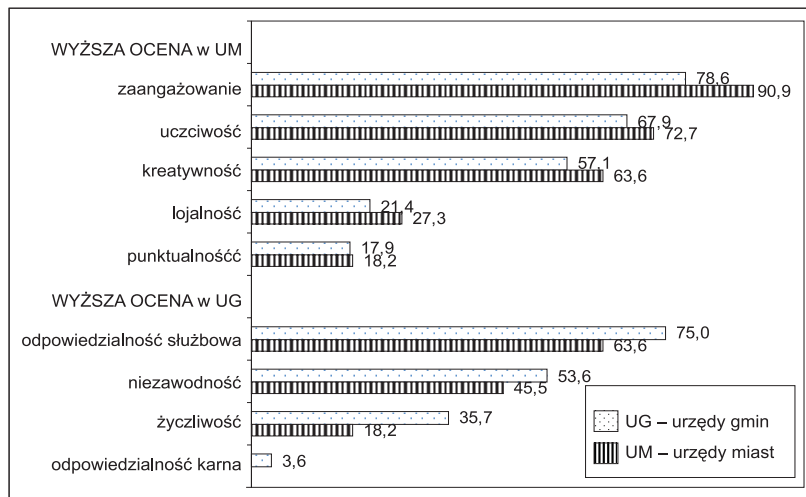 WYŻSZA OCENA w UM
zaangażowanie
78,6
90,9
uczciwość
67,9
72,7
kreatywność
57,1
63,6
lojalność
21,4
27,3
punktualnośćć
17,9
18,2
WYŻSZA OCENA w UG
odpowiedzialność służbowa
75,0
63,6
niezawodność
53,6
45,5
życzliwość
35,7
18,2
odpowiedzialność karna
3,6
UG – urzędy gmin
UM – urzędy miast